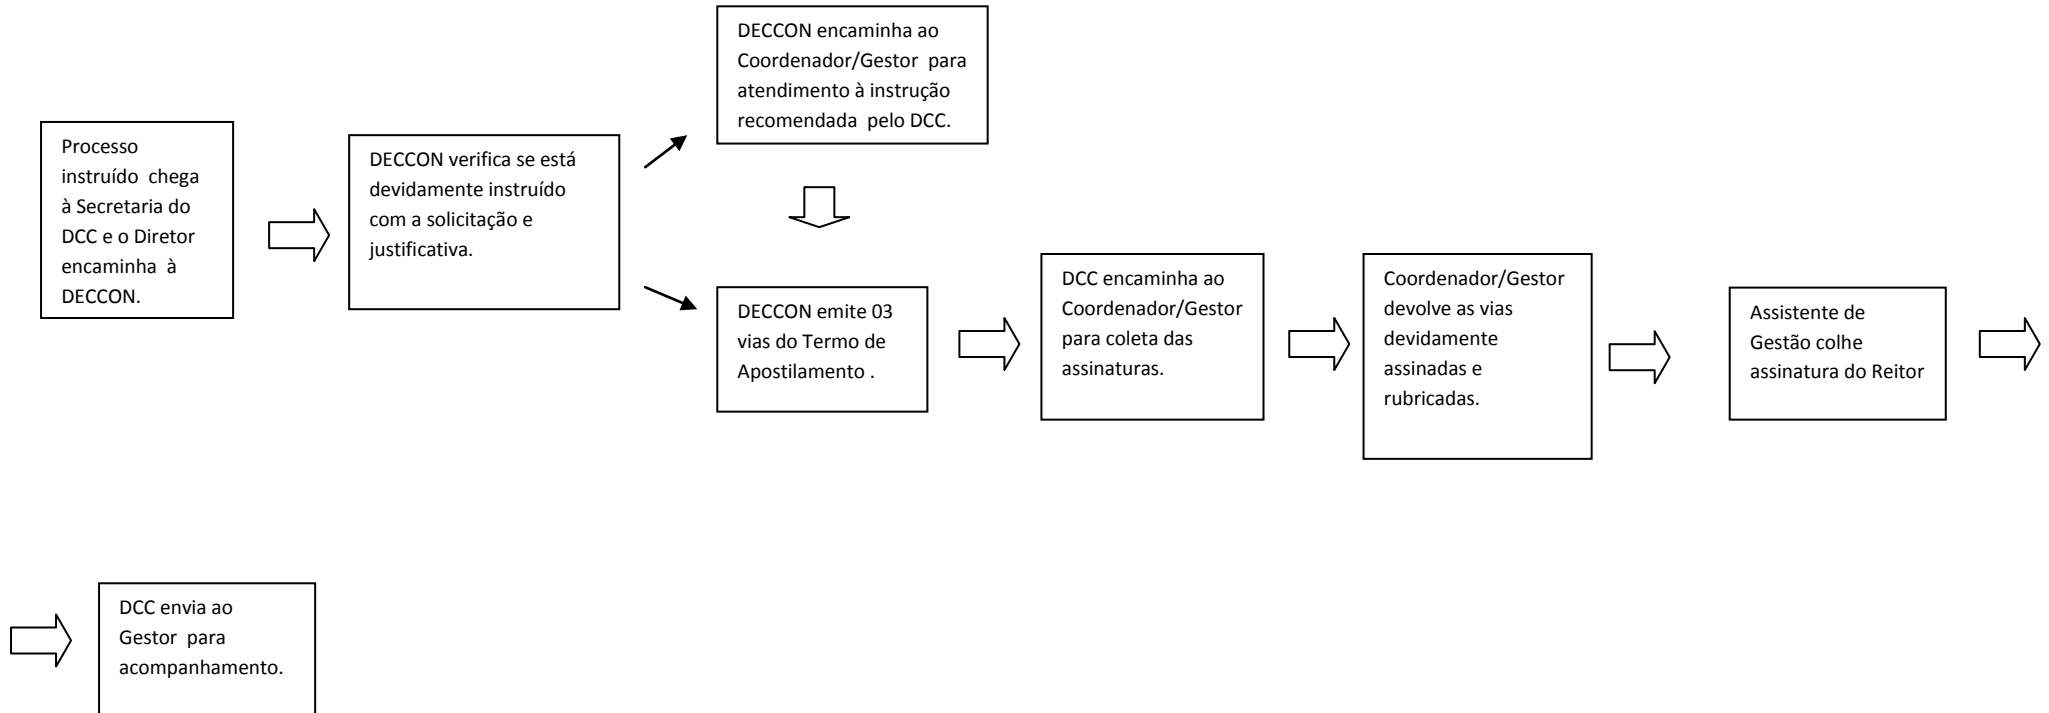 Processo
instruído chega
à Secretaria do
DCC e o Diretor
encaminha à
DECCON.
DECCON verifica se está
devidamente instruído
com a solicitação e
justificativa.
DECCON encaminha ao
Coordenador/Gestor para
atendimento à instrução
recomendada pelo DCC.
DECCON emite 03
vias do Termo de
Apostilamento .
DCC encaminha ao
Coordenador/Gestor
para coleta das
assinaturas.
Coordenador/Gestor
devolve as vias
devidamente
assinadas e
rubricadas.
Assistente de
Gestão colhe
assinatura do Reitor
DCC envia ao
Gestor para
acompanhamento.